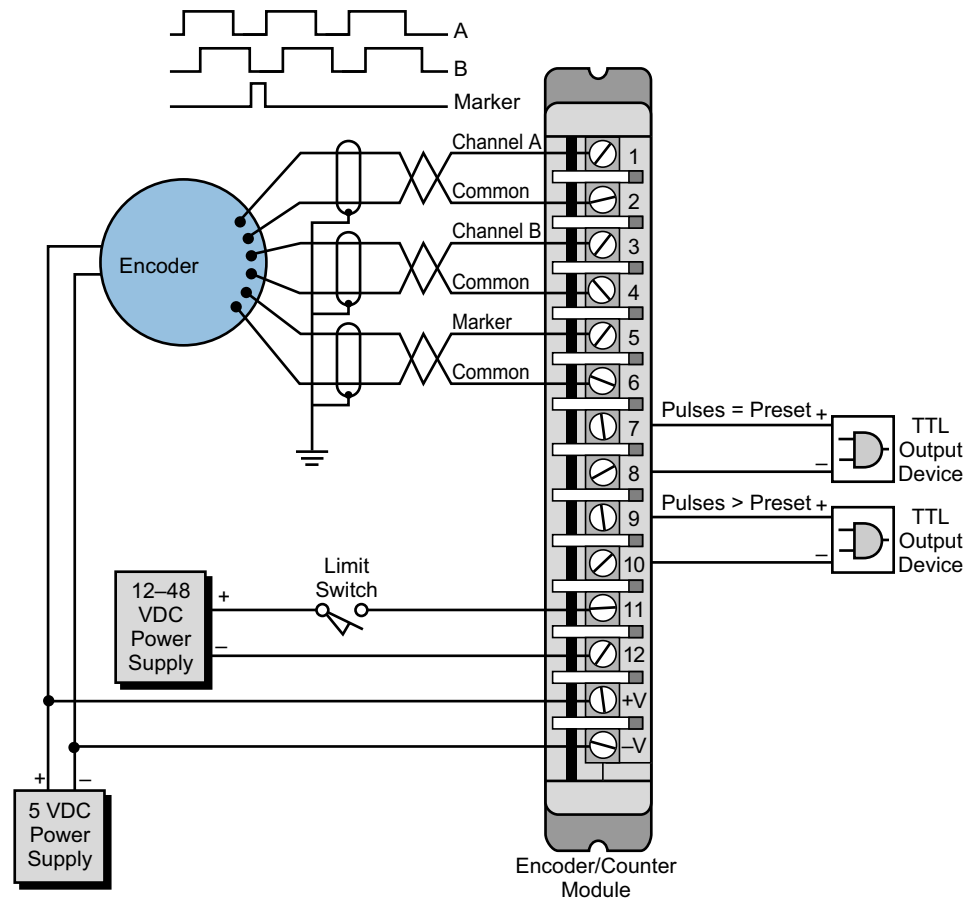 A
B
Marker
Channel A
Common
Channel B
Common
Marker
Common
Encoder
1
2
3
4
5
6
7
8
9
10
11
12
+V
–V
Pulses = Preset
+
–
TTL
Output
Device
Pulses > Preset
+
–
TTL
Output
Device
Limit
Switch
12–48
VDC
Power
Supply
+
–
+
–
5 VDC
Power
Supply
Encoder/Counter
Module